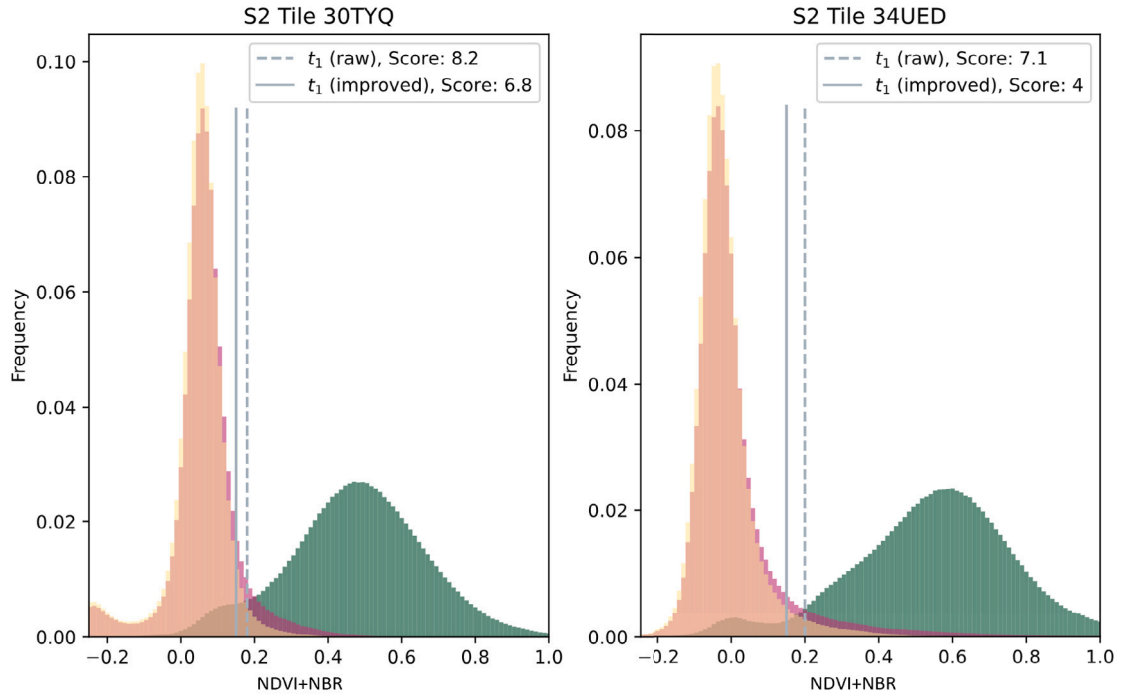 S2 Tile 30TYQ
t₁ (raw), Score: 8.2
t₁ (improved), Score: 6.8
Frequency
0.10
0.08
0.06
0.04
0.02
0.00
−0.2 0.0 0.2 0.4 0.6 0.8 1.0
NDVI+NBR
S2 Tile 34UED
t₁ (raw), Score: 7.1
t₁ (improved), Score: 4
Frequency
0.08
0.06
0.04
0.02
0.00
−0.2 0.0 0.2 0.4 0.6 0.8 1.0
NDVI+NBR